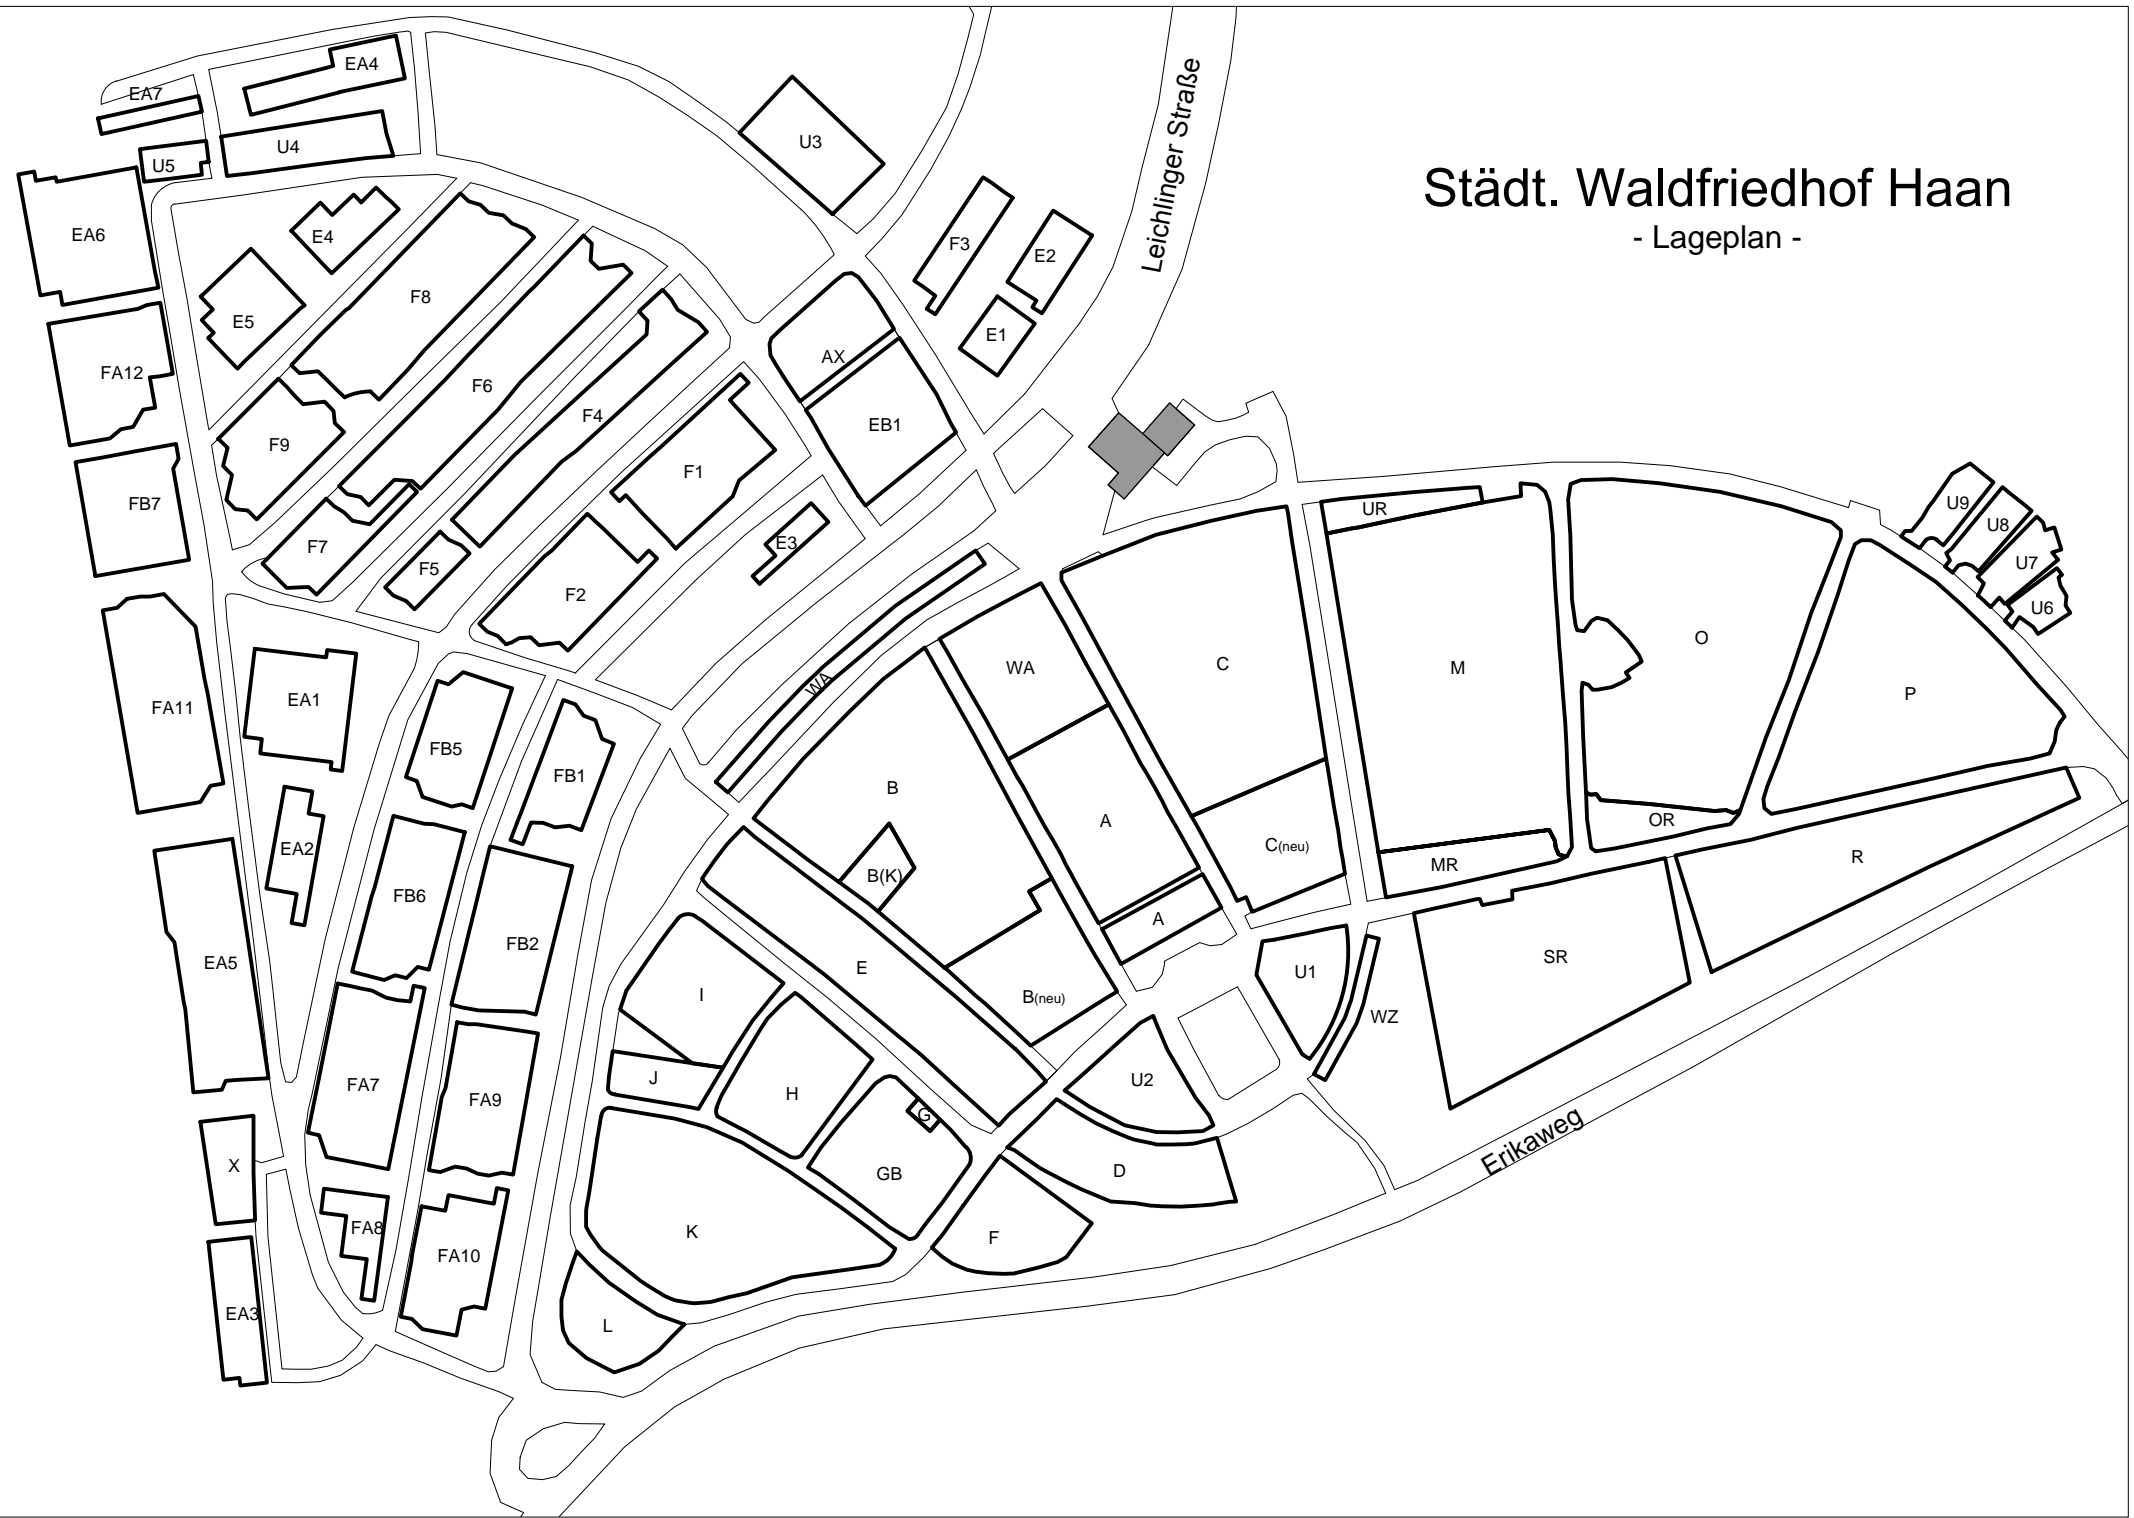 EA4
EA7
U3
U4
U5
Leichlinger Straße
Städt. Waldfriedhof Haan
- Lageplan -
EA6
E4
F3
E2
F8
E5
E1
AX
FA12
F6
F4
EB1
F9
F1
FB7
U9
UR
U8
E3
F7
U7
F5
F2
U6
O
WA
C
M
WA
P
EA1
FA11
FB5
FB1
B
A
OR
C(neu)
EA2
R
MR
B(K)
FB6
A
FB2
SR
EA5
E
U1
I
B(neu)
WZ
J
U2
FA7
H
FA9
G
Erikaweg
X
D
GB
FA8
K
F
FA10
EA3
L